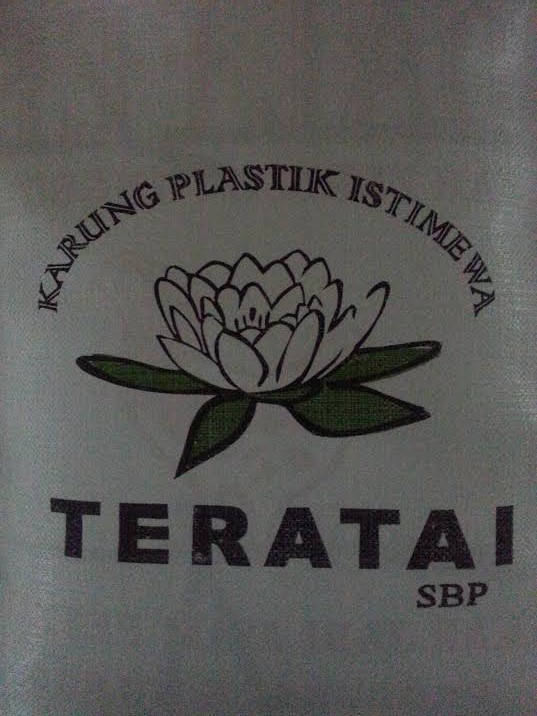 KARUNG PLASTIK ISTIMEWA
TERATAI
SBP